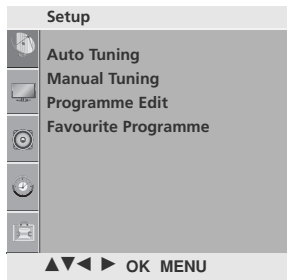 Setup
Auto Tuning
Manual Tuning
Programme Edit
Favourite Programme
▲▼◀ ▶ OK MENU